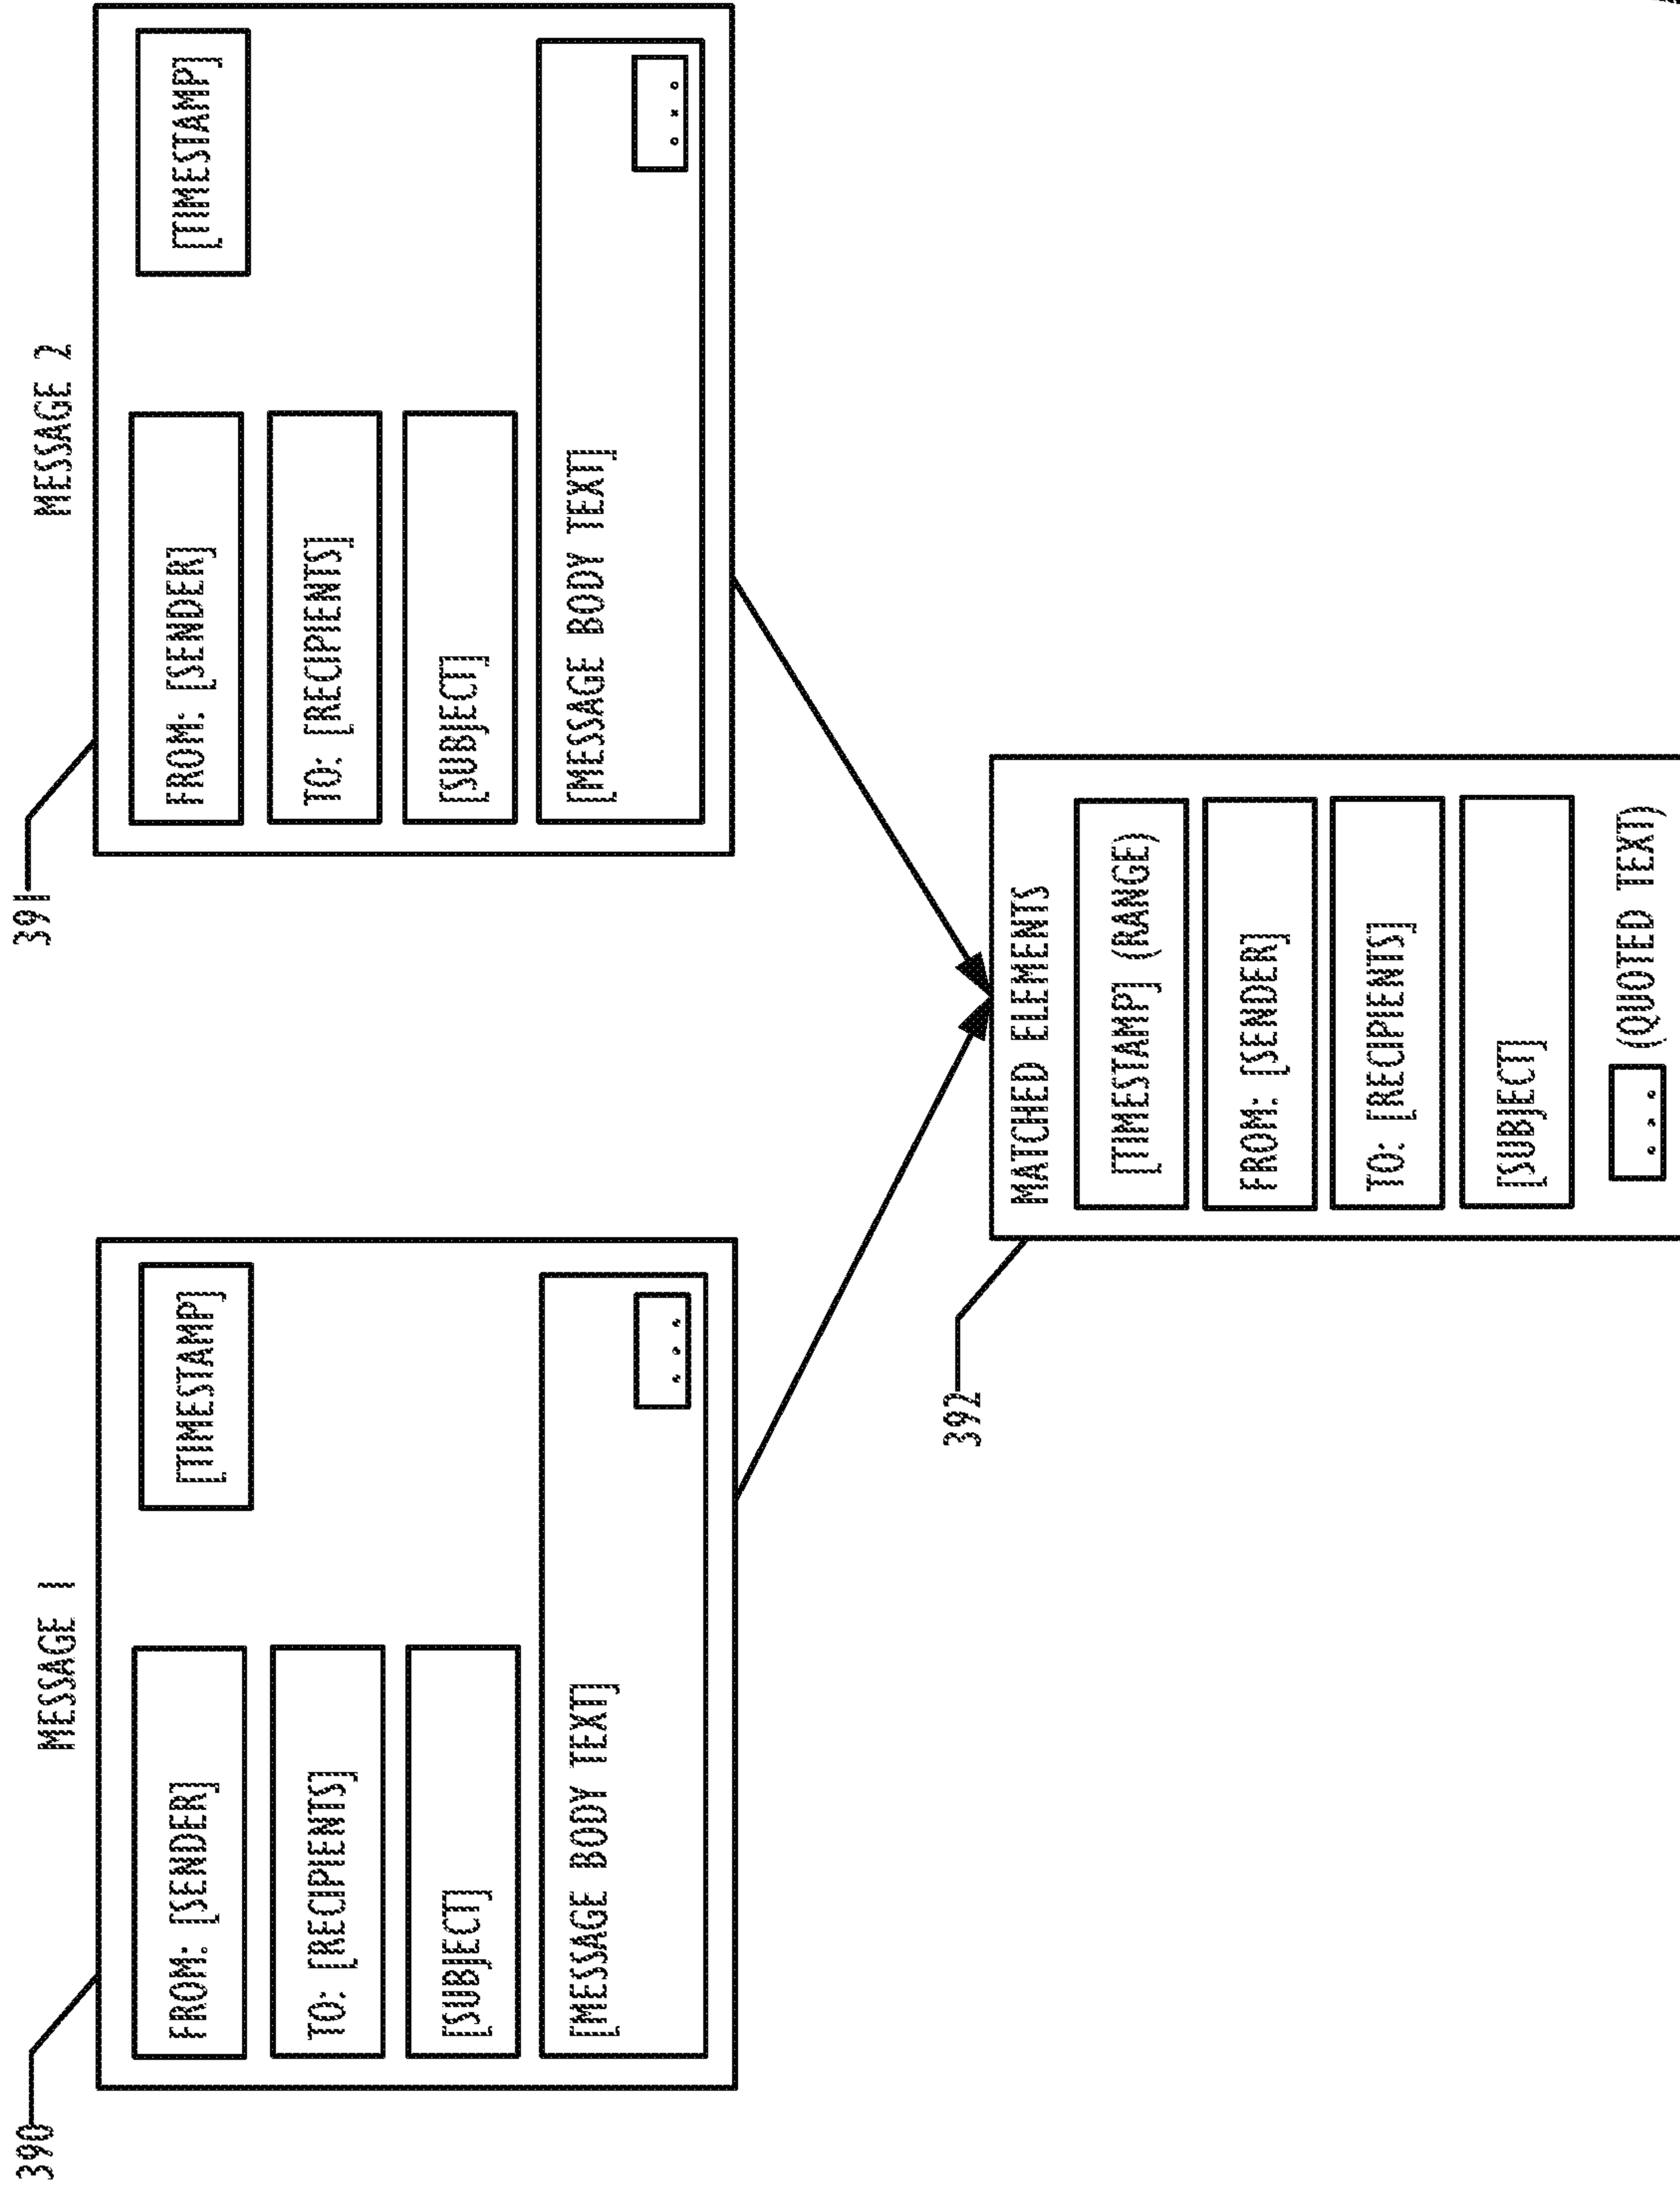 390
MESSAGE 1
FROM: [SENDER]
[TIMESTAMP]
TO: [RECIPIENTS]
[SUBJECT]
[MESSAGE BODY TEXT]
...
391
MESSAGE 2
FROM: [SENDER]
[TIMESTAMP]
TO: [RECIPIENTS]
[SUBJECT]
[MESSAGE BODY TEXT]
...
392
MATCHED ELEMENTS
[TIMESTAMP] (RANGE)
FROM: [SENDER]
TO: [RECIPIENTS]
[SUBJECT]
... (QUOTED TEXT)